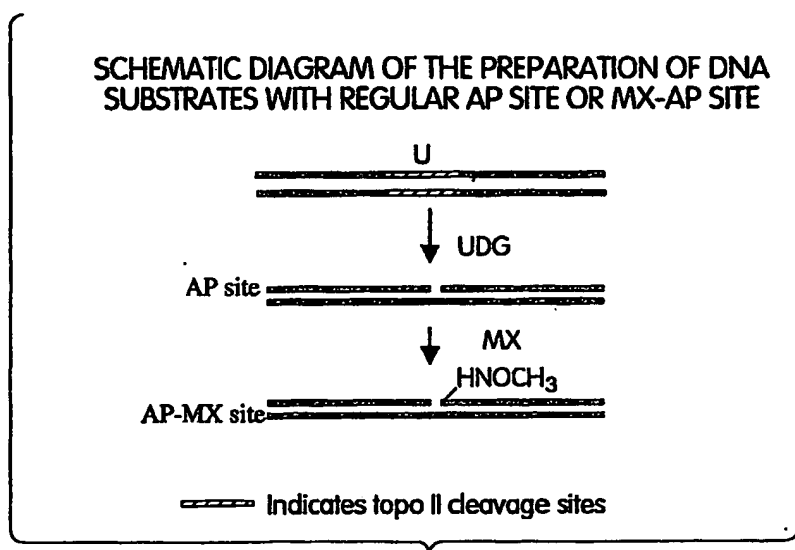 SCHEMATIC DIAGRAM OF THE PREPARATION OF DNA
SUBSTRATES WITH REGULAR AP SITE OR MX-AP SITE
U
UDG
AP site
MX
HNOCH3
AP-MX site
Indicates topo II cleavage sites